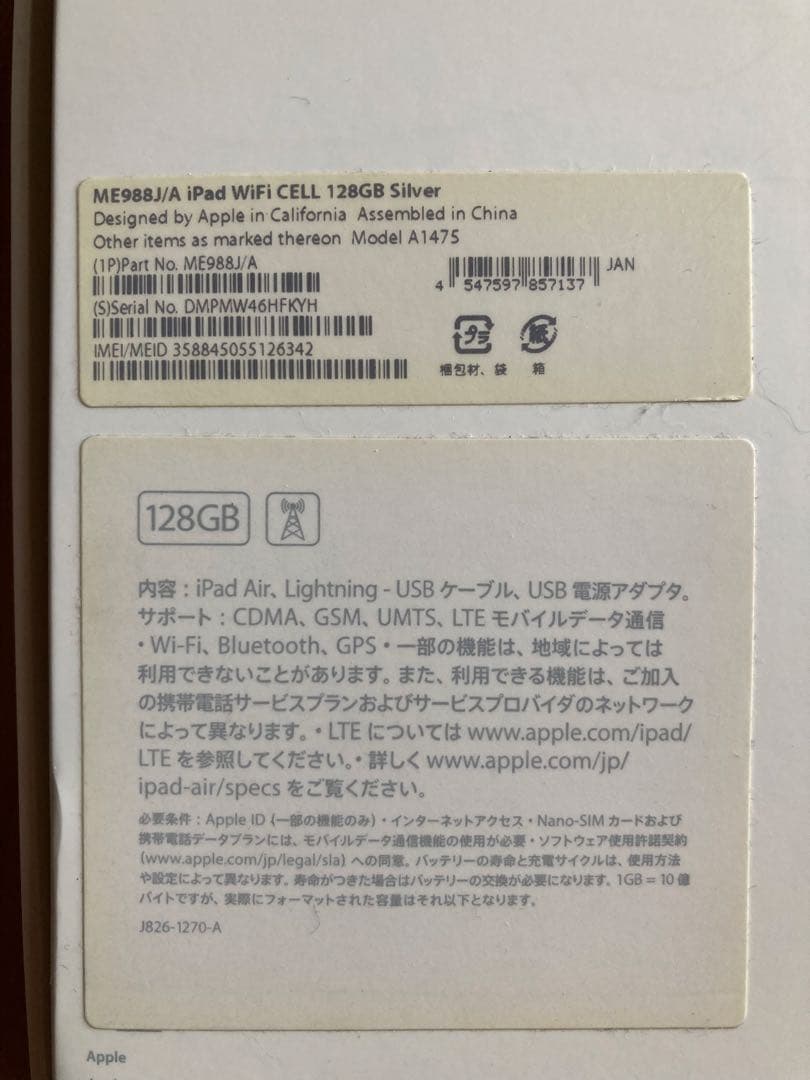 ME988J/A iPad WiFi CELL 128GB Silver
Designed by Apple in California Assembled in China
Other items as marked thereon Model A1475
(1P)Part No. ME988J/A
JAN
4 547597 857137
(S)Serial No. DMPMW46HFKYH
IMEI/MEID 358845055126342
プラ
紙
梱包材、袋
箱
128GB
内容：iPad Air、Lightning - USB ケーブル、USB 電源アダプタ。
サポート：CDMA、GSM、UMTS、LTE モバイルデータ通信
・Wi-Fi、Bluetooth、GPS・一部の機能は、地域によっては
利用できないことがあります。また、利用できる機能は、ご加入
の携帯電話サービスプランおよびサービスプロバイダのネットワーク
によって異なります。・LTE については www.apple.com/ipad/
LTE を参照してください。・詳しく www.apple.com/jp/
ipad-air/specs をご覧ください。
必要条件：Apple ID (一部の機能のみ)・インターネットアクセス・Nano-SIM カードおよび
携帯電話データプランには、モバイルデータ通信機能の使用が必要・ソフトウェア使用許諾契約
(www.apple.com/jp/legal/sla) への同意。バッテリーの寿命と充電サイクルは、使用方法
や設定によって異なります。寿命がつきた場合はバッテリーの交換が必要になります。1GB = 10 億
バイトですが、実際にフォーマットされた容量はそれ以下となります。
J826-1270-A
Apple